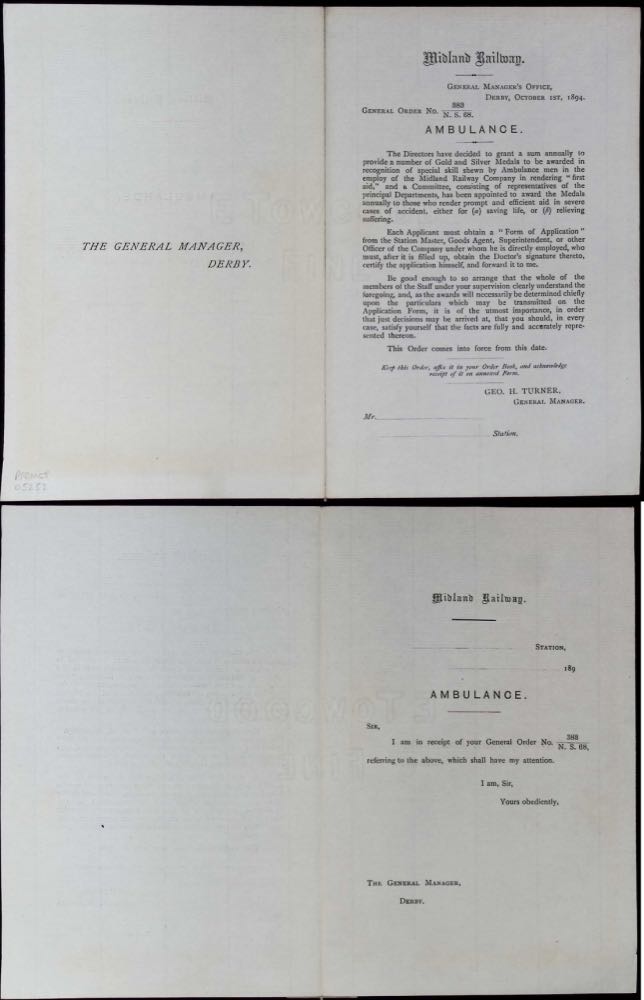 THE GENERAL MANAGER,
DERBY.
Midland Railway.
GENERAL MANAGER'S OFFICE,
DERBY, OCTOBER 1ST, 1894.
GENERAL ORDER No. 383
N. S. 68.
AMBULANCE.
The Directors have decided to grant a sum annually to
provide a number of Gold and Silver Medals to be awarded in
recognition of special skill shewn by Ambulance men in the
employ of the Midland Railway Company in rendering "first
aid," and a Committee, consisting of representatives of the
principal Departments, has been appointed to award the Medals
annually to those who render prompt and efficient aid in severe
cases of accident, either for (a) saving life, or (b) relieving
suffering.
Each Applicant must obtain a "Form of Application"
from the Station Master, Goods Agent, Superintendent, or other
Officer of the Company under whom he is directly employed, who
must, after it is filled up, obtain the Doctor's signature thereto,
certify the application himself, and forward it to me.
Be good enough to so arrange that the whole of the
members of the Staff under your supervision clearly understand the
foregoing, and, as the awards will necessarily be determined chiefly
upon the particulars which may be transmitted on the
Application Form, it is of the utmost importance, in order
that just decisions may be arrived at, that you should, in every
case, satisfy yourself that the facts are fully and accurately repre-
sented thereon.
This Order comes into force from this date.
Keep this Order, affix it in your Order Book, and acknowledge
receipt of it on annexed Form.
GEO. H. TURNER,
GENERAL MANAGER.
Mr.
Station.
05257
Midland Railway.
STATION,
189
AMBULANCE.
SIR,
I am in receipt of your General Order No. 383
N. S. 68,
referring to the above, which shall have my attention.
I am, Sir,
Yours obediently,
THE GENERAL MANAGER,
DERBY.